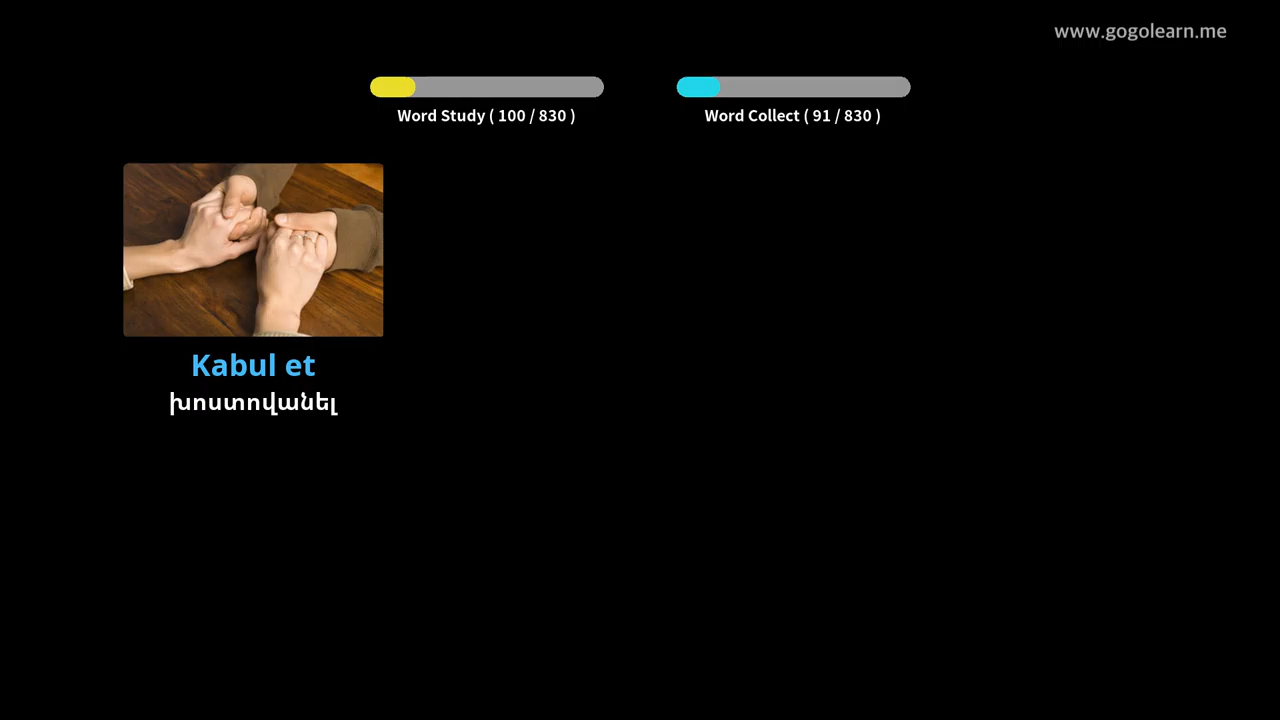 www.gogolearn.me
Word Study ( 100 / 830 )
Word Collect ( 91 / 830 )
Kabul et
խոստովանել